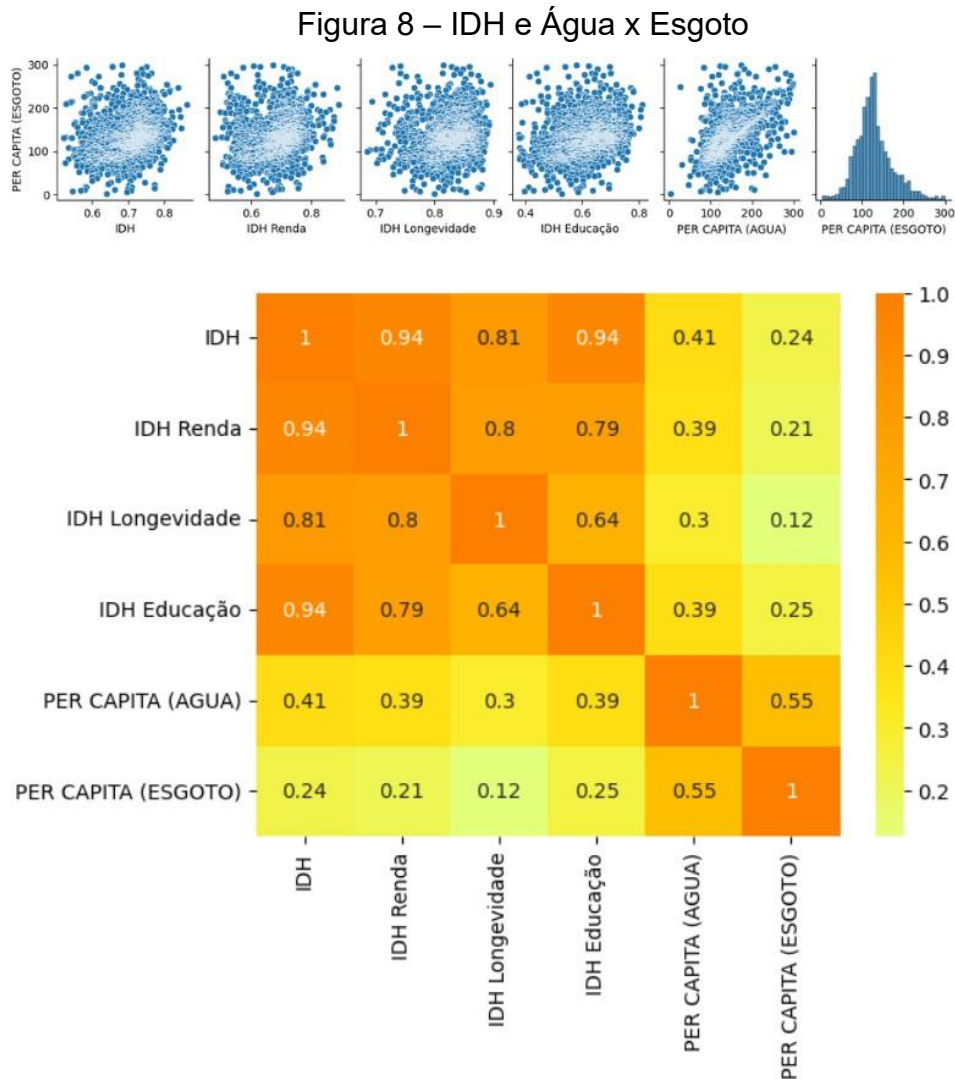 Figura 8 – IDH e Água x Esgoto
PER CAPITA (ESGOTO)
300
200
100
0
0.6 0.7 0.8
IDH
0.6 0.8
IDH Renda
0.7 0.8 0.9
IDH Longevidade
0.4 0.6 0.8
IDH Educação
0 100 200 300
PER CAPITA (AGUA)
0 100 200 300
PER CAPITA (ESGOTO)
IDH 1 0.94 0.81 0.94 0.41 0.24
IDH Renda 0.94 1 0.8 0.79 0.39 0.21
IDH Longevidade 0.81 0.8 1 0.64 0.3 0.12
IDH Educação 0.94 0.79 0.64 1 0.39 0.25
PER CAPITA (AGUA) 0.41 0.39 0.3 0.39 1 0.55
PER CAPITA (ESGOTO) 0.24 0.21 0.12 0.25 0.55 1
IDH
IDH Renda
IDH Longevidade
IDH Educação
PER CAPITA (AGUA)
PER CAPITA (ESGOTO)
1.0
0.9
0.8
0.7
0.6
0.5
0.4
0.3
0.2